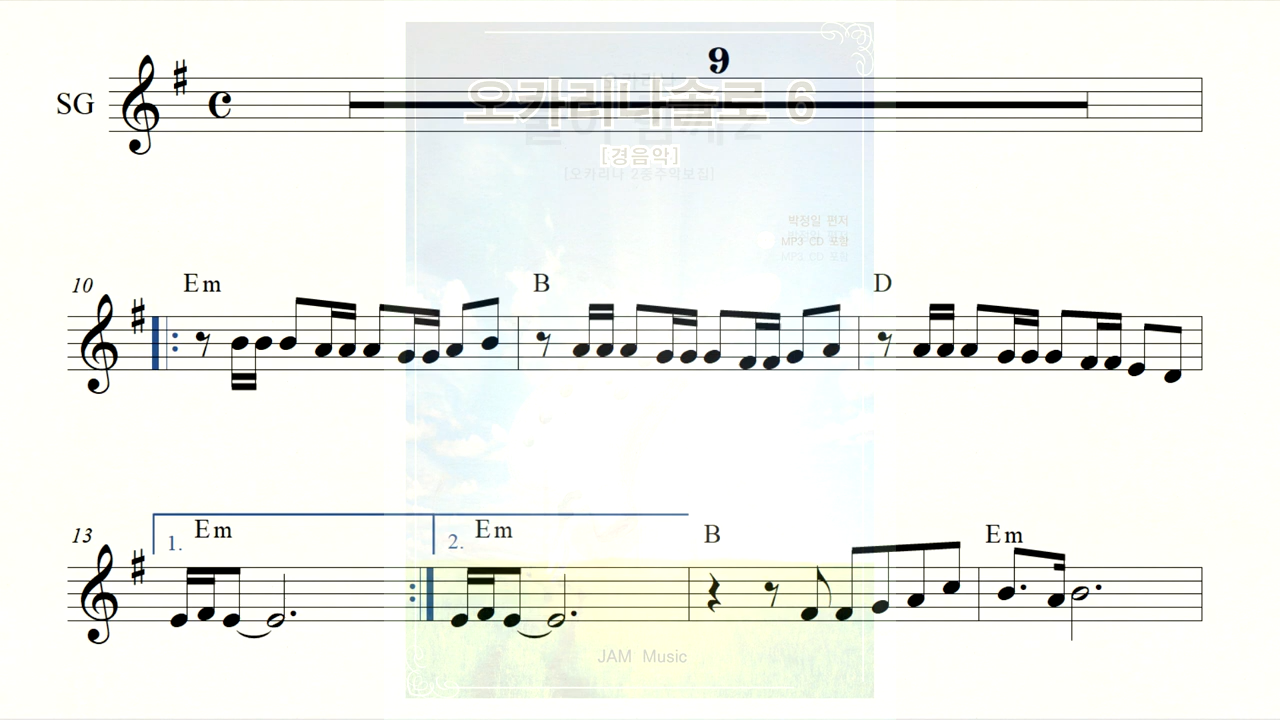 9
SG
오카리나솔로 6
[경음악]
[오카리나 2중주악보집]
박정일 편저
MP3 CD 포함
10 Em B D
13 1. Em 2. Em B Em
JAM Music